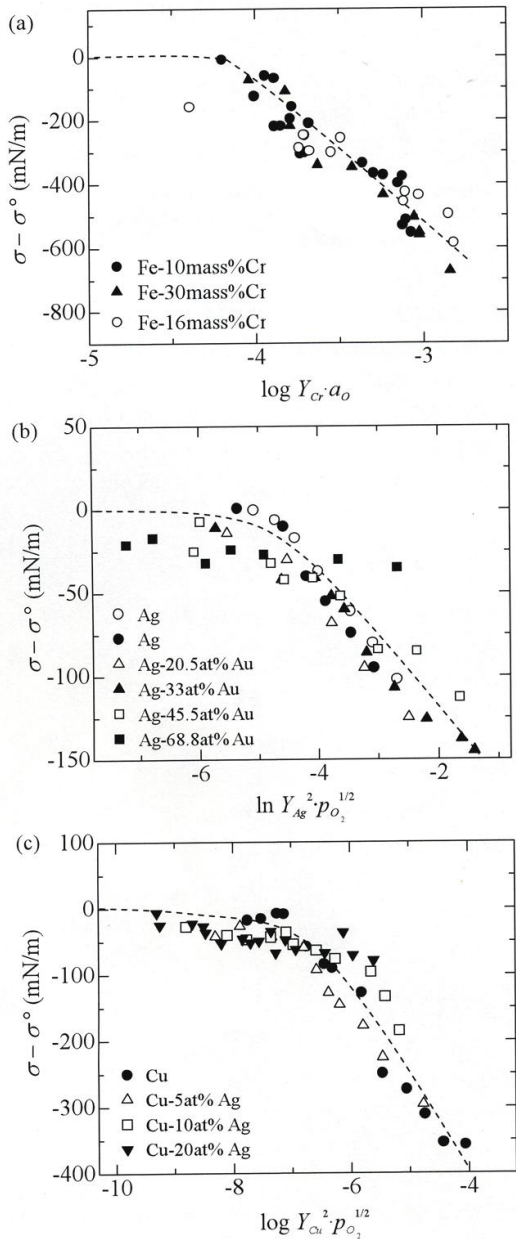 (a)
0
-200
-400
-600
-800
σ – σ° (mN/m)
● Fe-10mass%Cr
▲ Fe-30mass%Cr
○ Fe-16mass%Cr
-5 -4 -3
log Y_Cr·a_O
(b)
50
0
-50
-100
-150
σ – σ° (mN/m)
○ Ag
● Ag
△ Ag-20.5at% Au
▲ Ag-33at% Au
□ Ag-45.5at% Au
■ Ag-68.8at% Au
-6 -4 -2
ln Y_Ag²·p_O₂^1/2
(c)
100
0
-100
-200
-300
-400
σ – σ° (mN/m)
● Cu
△ Cu-5at% Ag
□ Cu-10at% Ag
▼ Cu-20at% Ag
-10 -8 -6 -4
log Y_Cu²·p_O₂^1/2